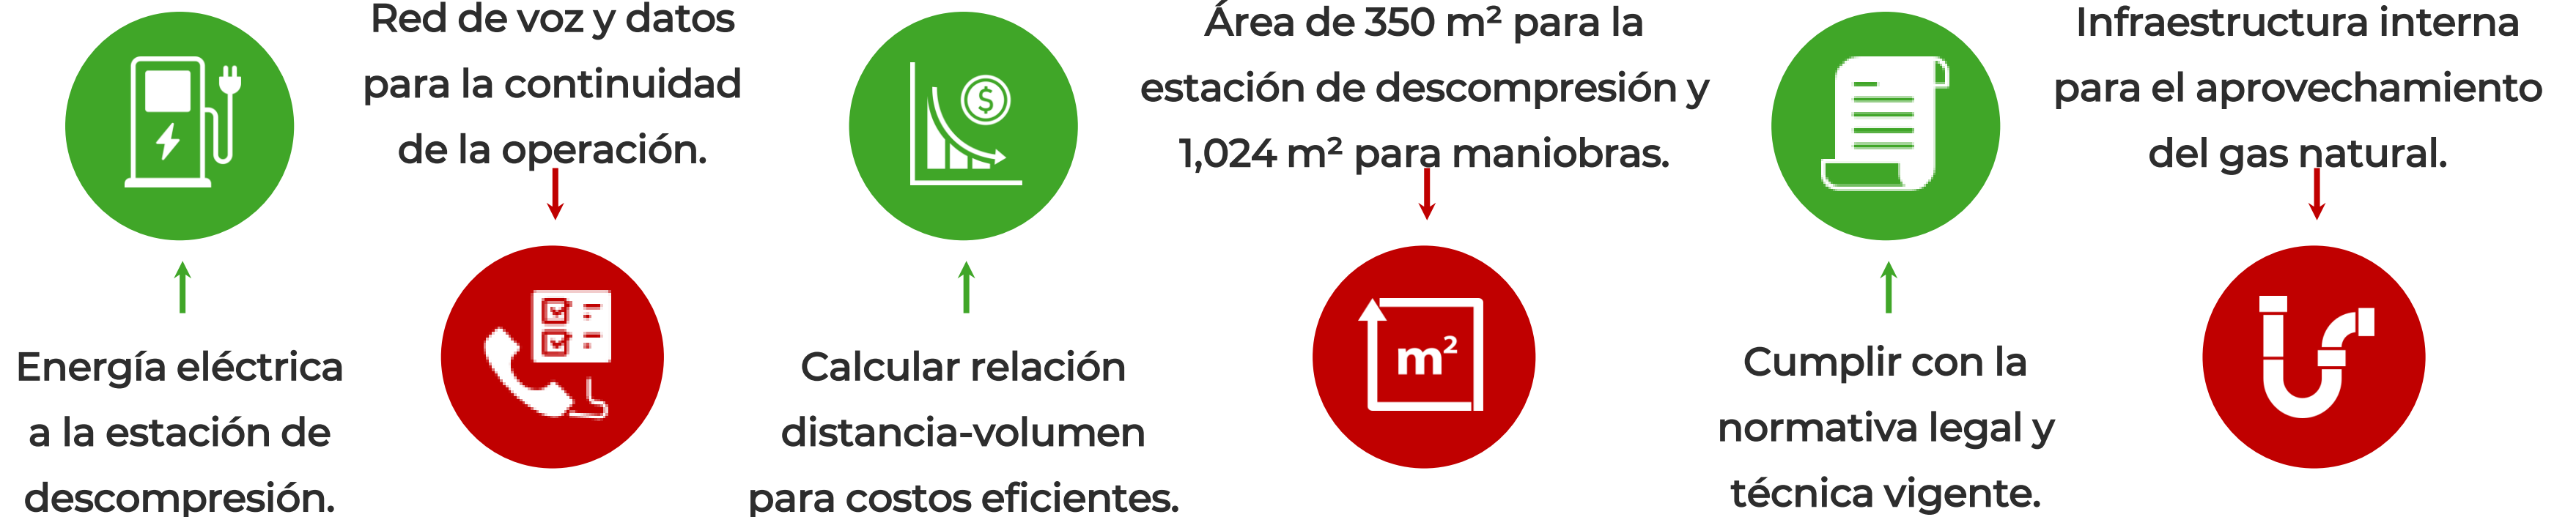 Energía eléctrica
a la estación de
descompresión.
Red de voz y datos
para la continuidad
de la operación.
$
Calcular relación
distancia-volumen
para costos eficientes.
Área de 350 m² para la
estación de descompresión y
1,024 m² para maniobras.
m²
Cumplir con la
normativa legal y
técnica vigente.
Infraestructura interna
para el aprovechamiento
del gas natural.